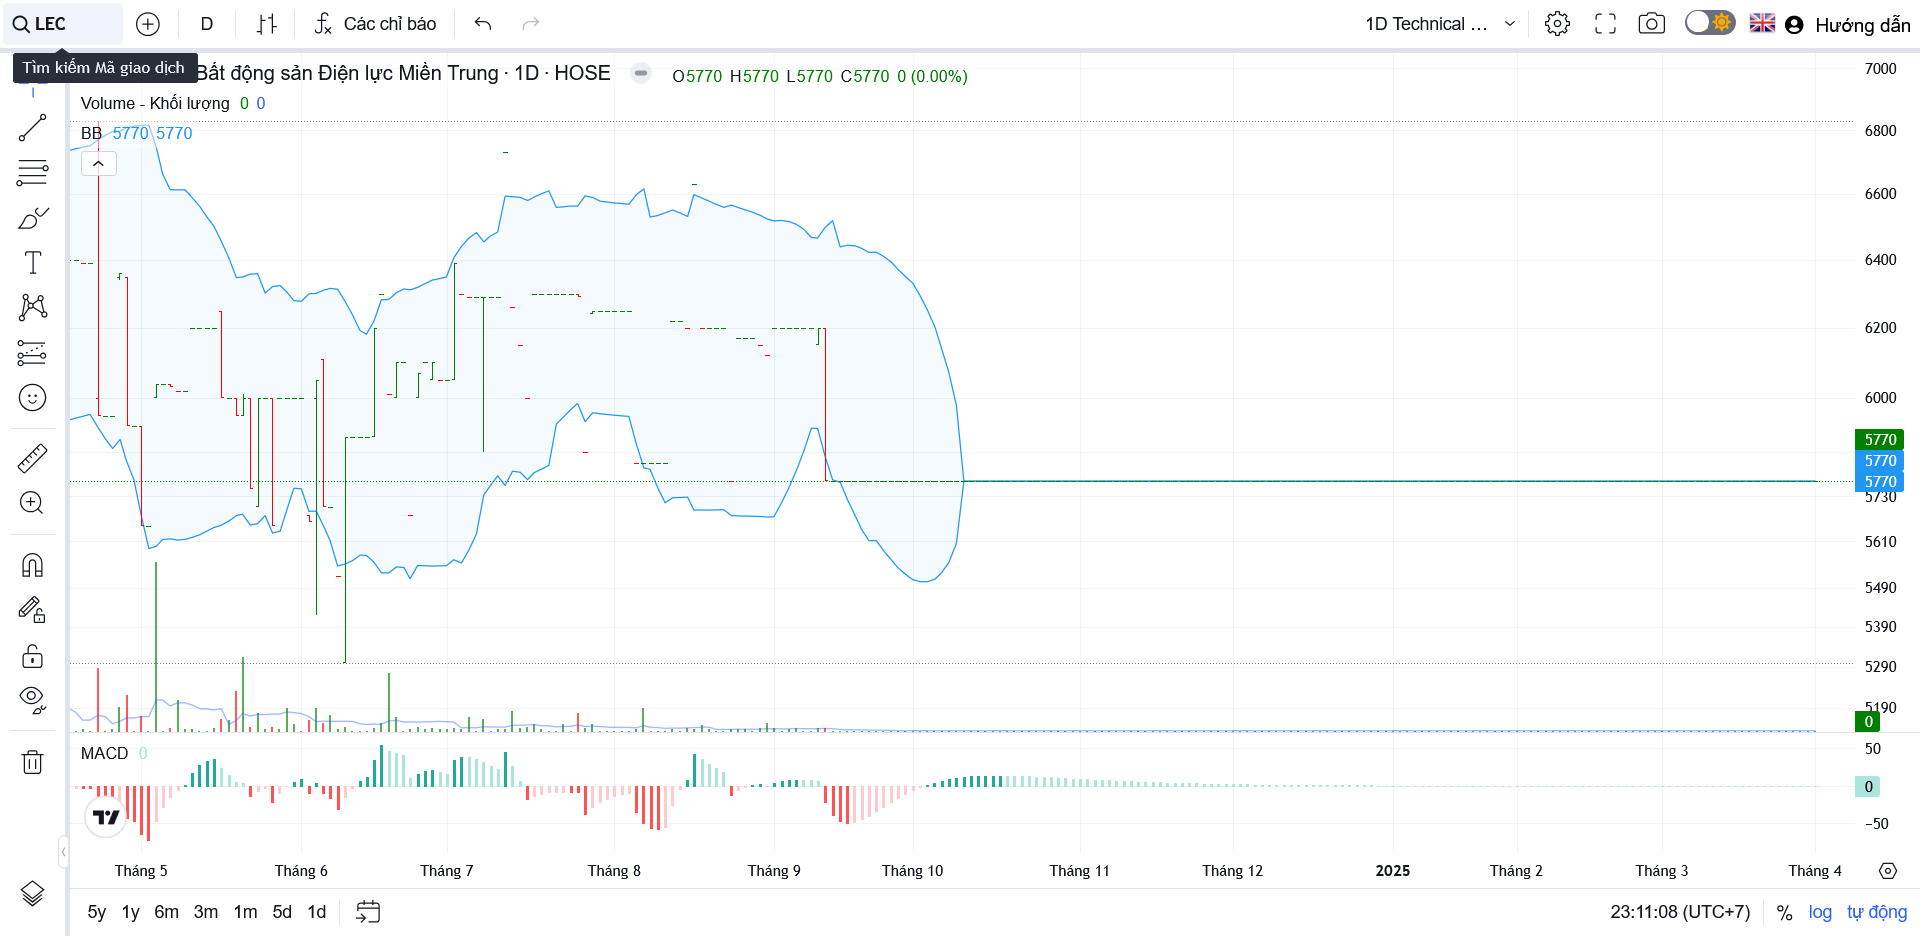 LEC D Các chỉ báo 1D Technical ... Hướng dẫn
Tìm kiếm Mã giao dịch Bất động sản Điện lực Miền Trung · 1D · HOSE O5770 H5770 L5770 C5770 0 (0.00%)
Volume - Khối lượng 0 0
BB 5770 5770
7000
6800
6600
6400
6200
6000
5770
5770
5770
5730
5610
5490
5390
5290
5190
0
MACD 0
50
0
−50
Tháng 5 Tháng 6 Tháng 7 Tháng 8 Tháng 9 Tháng 10 Tháng 11 Tháng 12 2025 Tháng 2 Tháng 3 Tháng 4
5y 1y 6m 3m 1m 5d 1d 23:11:08 (UTC+7) % log tự động